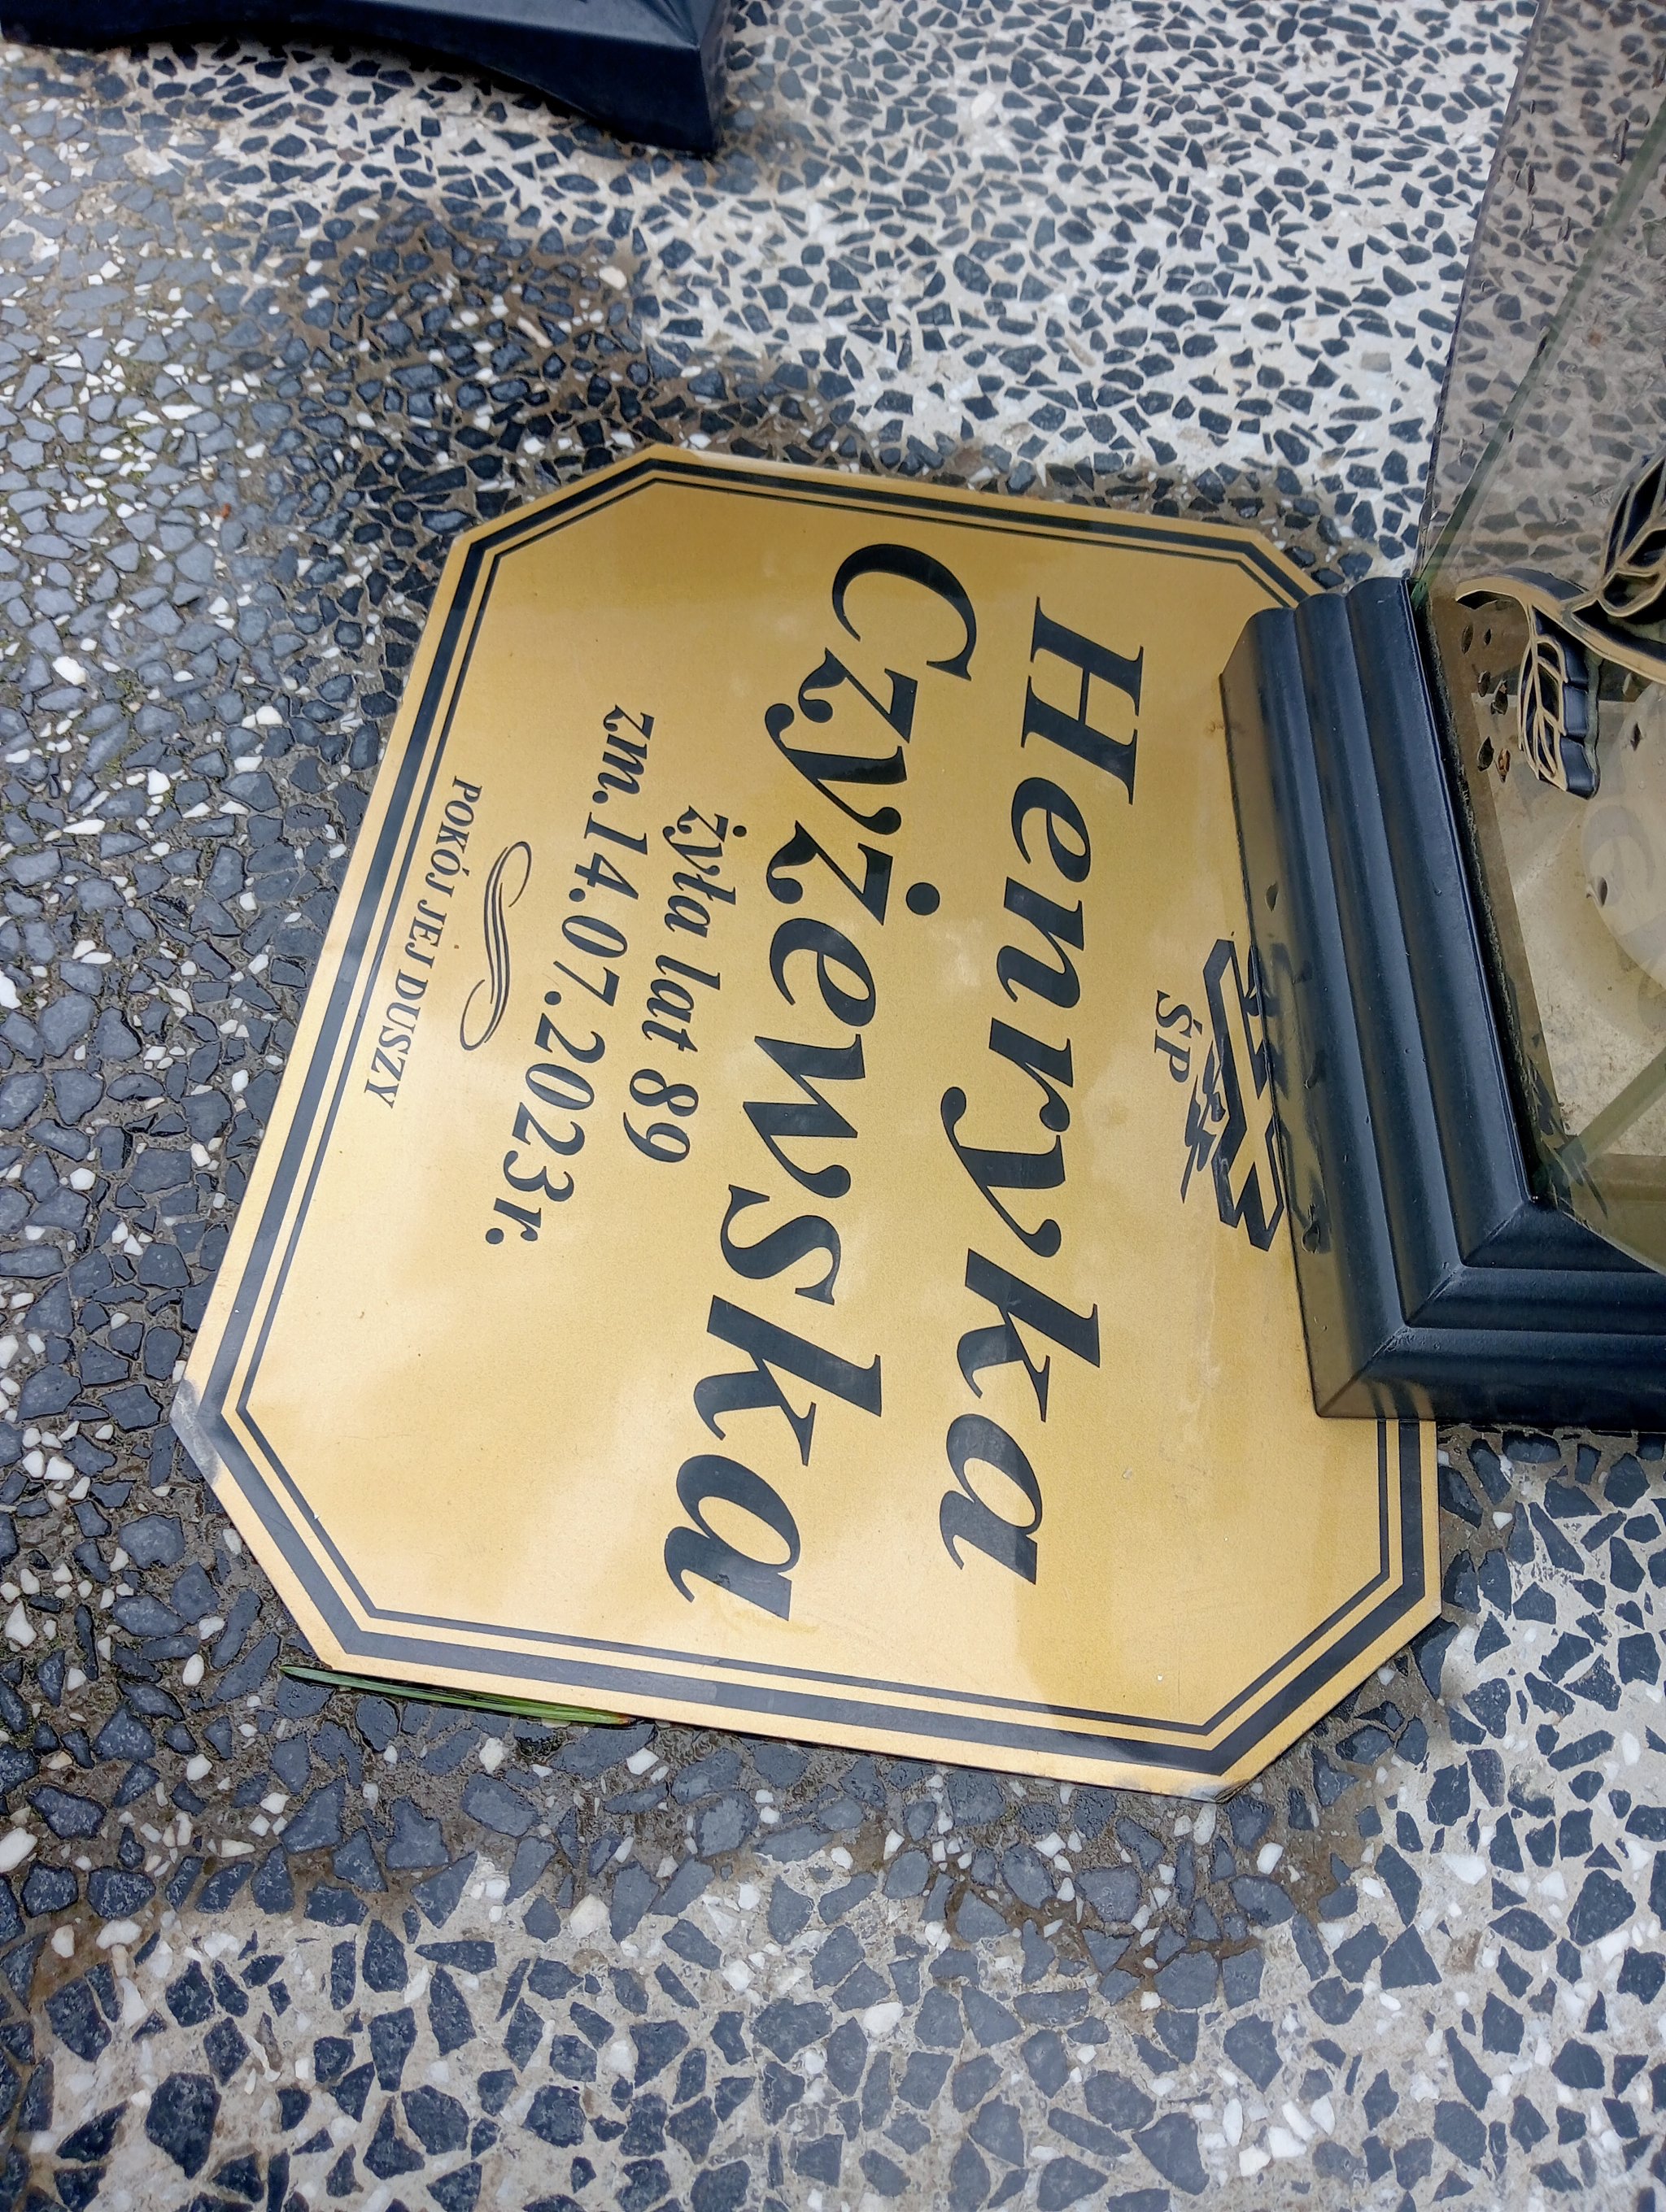 ŚP
Henryka
Czyżewska
żyła lat 89
zm.14.07.2023r.
POKÓJ JEJ DUSZY